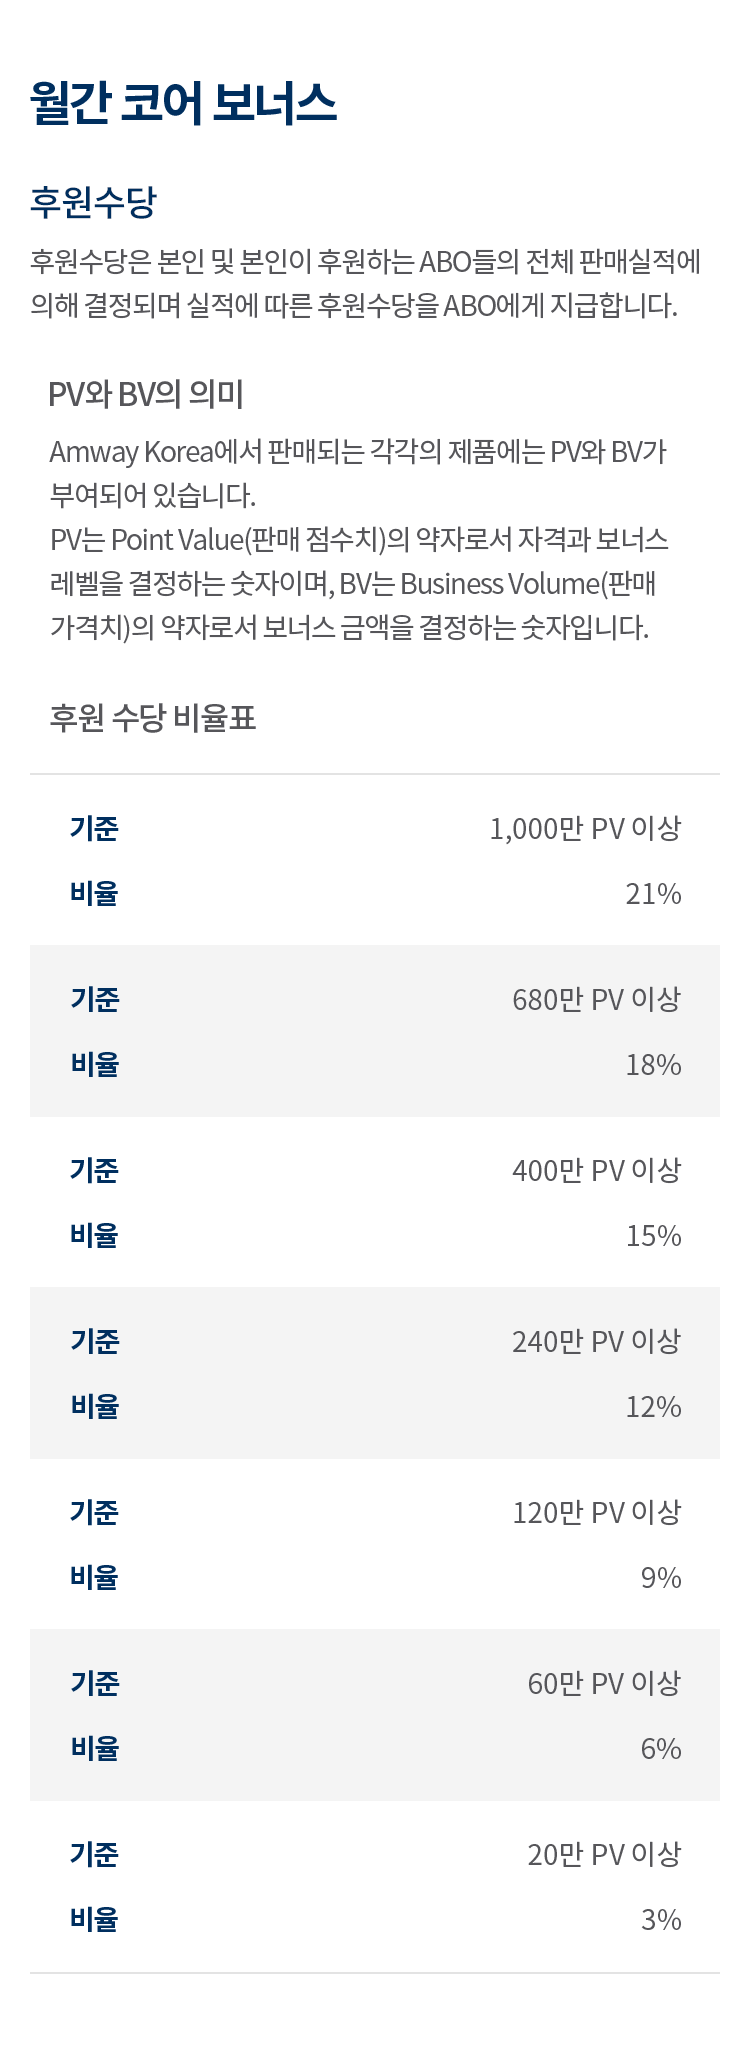 월간 코어 보너스
후원수당
후원수당은 본인 및 본인이 후원하는 ABO들의 전체 판매실적에
의해 결정되며 실적에 따른 후원수당을 ABO에게 지급합니다.
PV와 BV의 의미
Amway Korea에서 판매되는 각각의 제품에는 PV와 BV가
부여되어 있습니다.
PV는 Point Value(판매 점수치)의 약자로서 자격과 보너스
레벨을 결정하는 숫자이며, BV는 Business Volume(판매
가격치)의 약자로서 보너스 금액을 결정하는 숫자입니다.
후원 수당 비율표
기준 1,000만 PV 이상
비율 21%
기준 680만 PV 이상
비율 18%
기준 400만 PV 이상
비율 15%
기준 240만 PV 이상
비율 12%
기준 120만 PV 이상
비율 9%
기준 60만 PV 이상
비율 6%
기준 20만 PV 이상
비율 3%